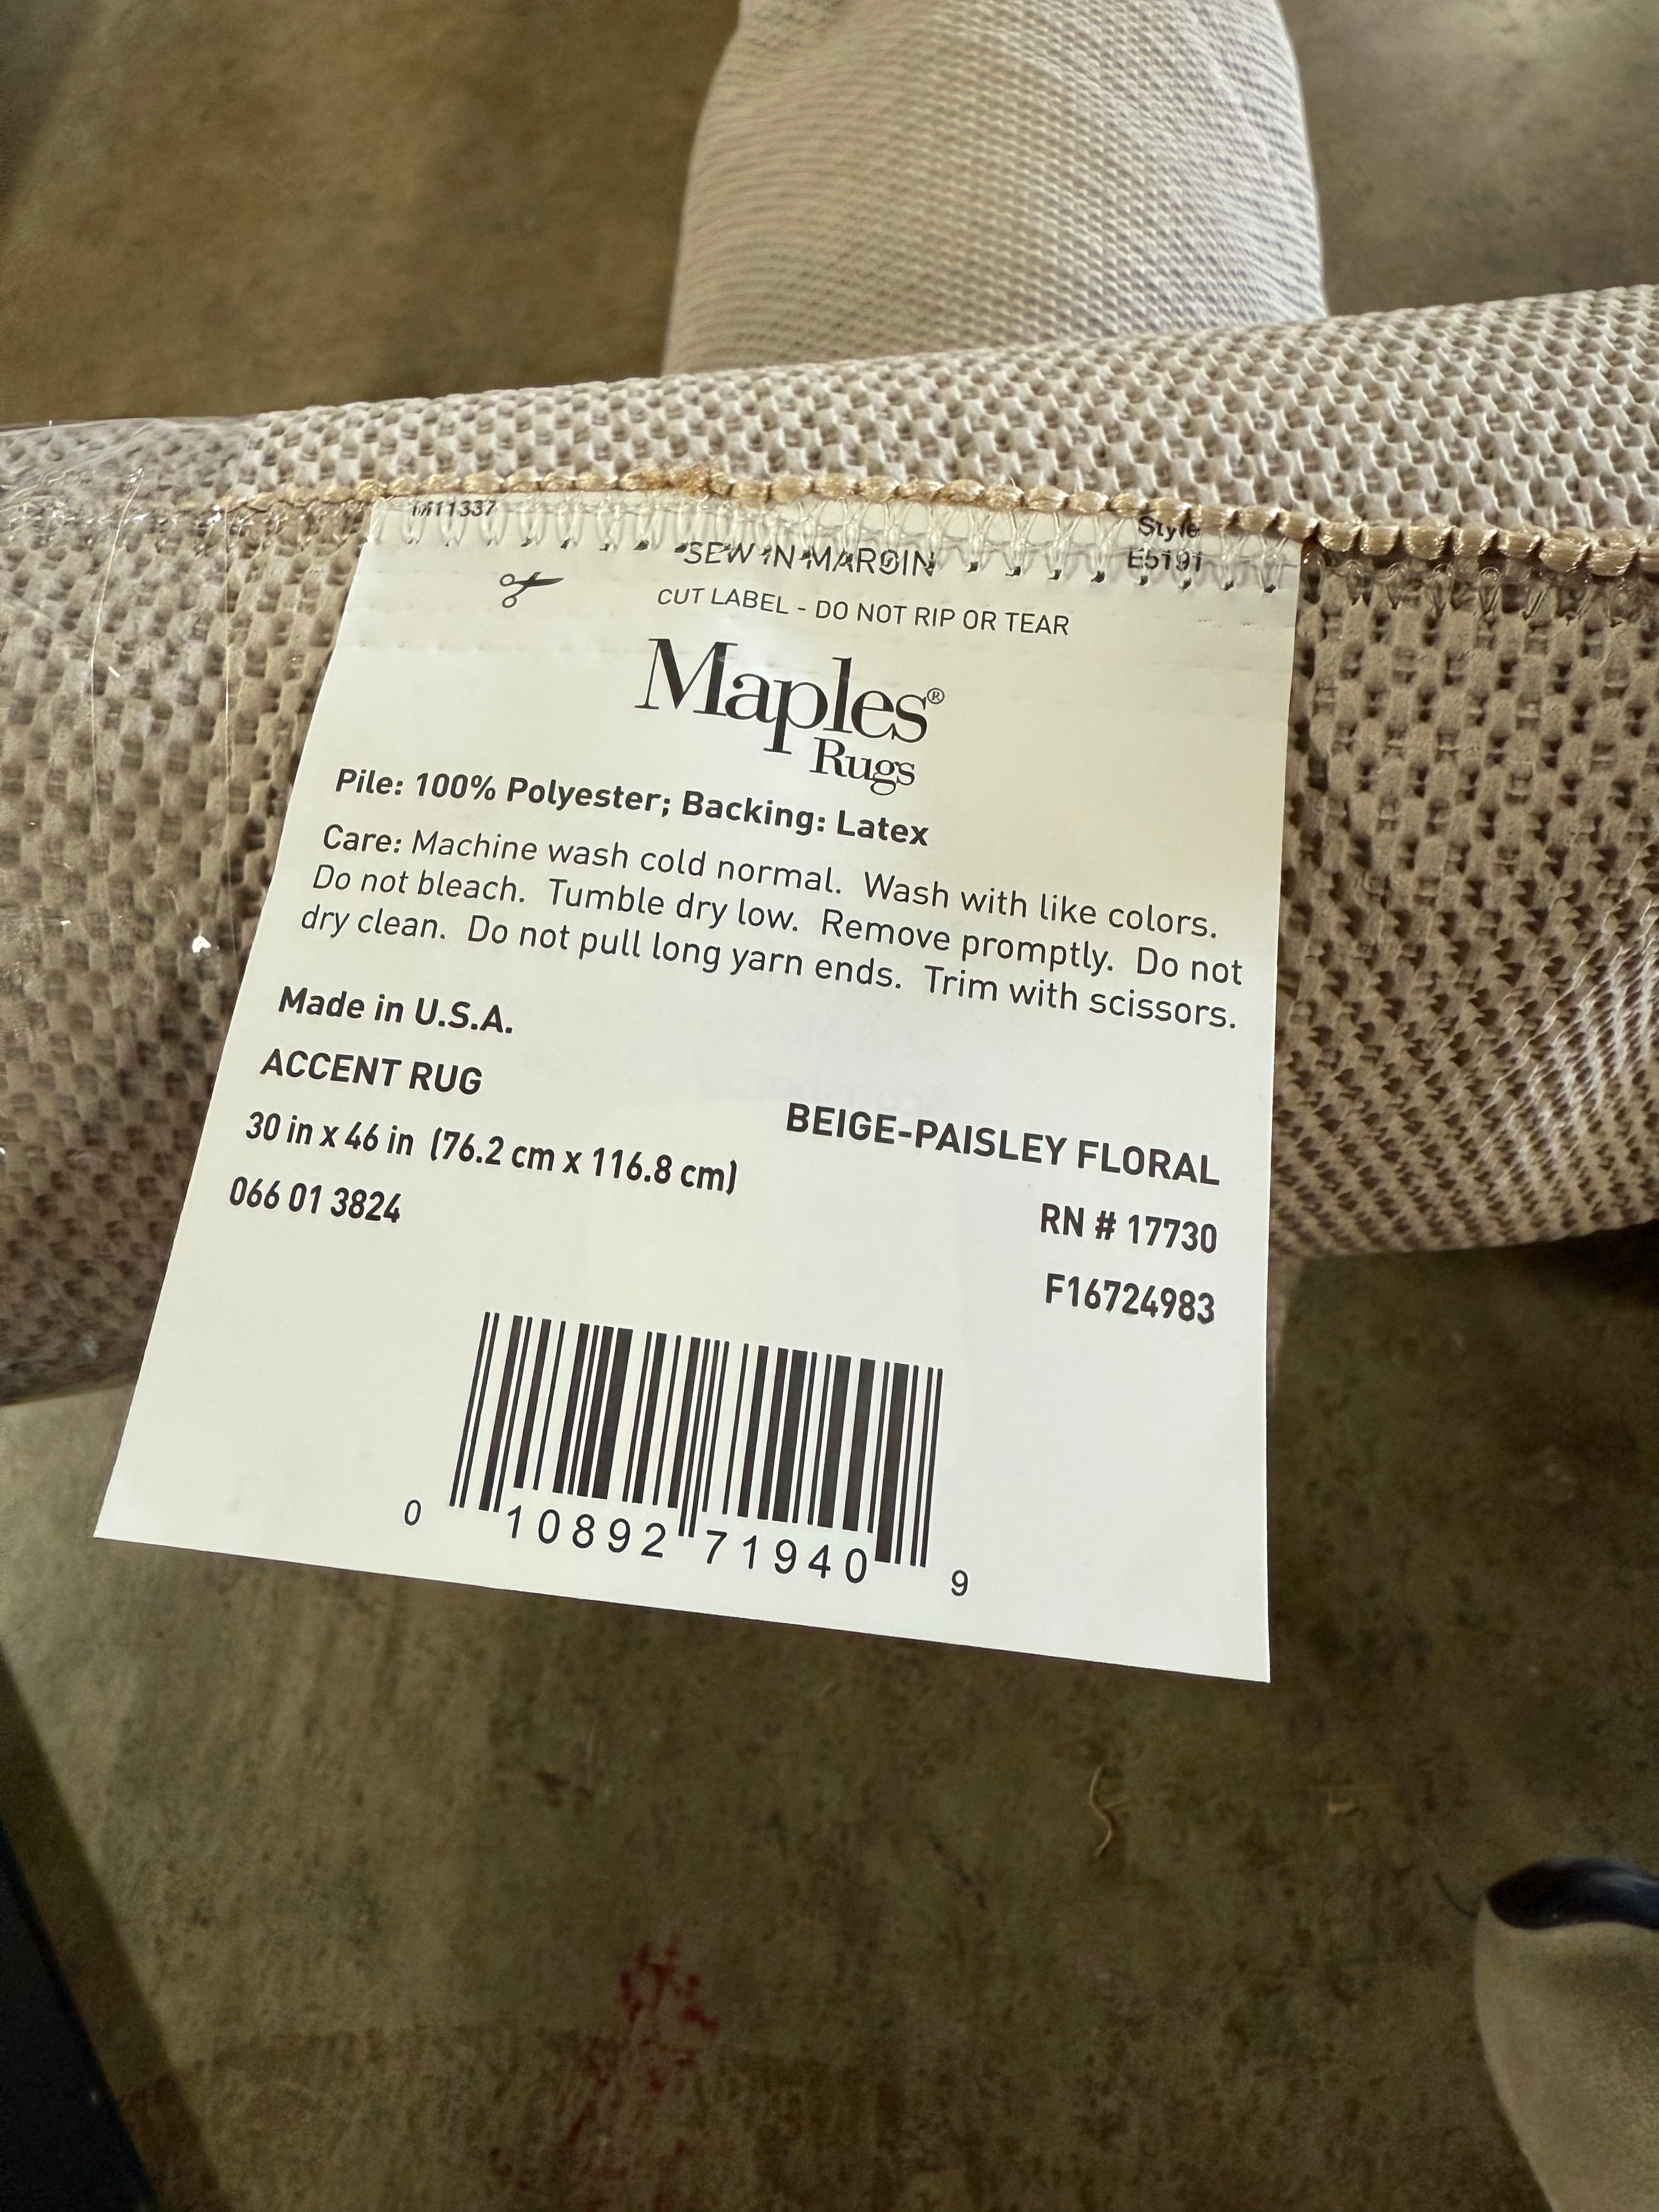 M11337
Style
SEW IN MARGIN
E5191
CUT LABEL - DO NOT RIP OR TEAR
Maples®
Rugs
Pile: 100% Polyester; Backing: Latex
Care: Machine wash cold normal. Wash with like colors.
Do not bleach. Tumble dry low. Remove promptly. Do not
dry clean. Do not pull long yarn ends. Trim with scissors.
Made in U.S.A.
ACCENT RUG
BEIGE-PAISLEY FLORAL
30 in x 46 in (76.2 cm x 116.8 cm)
RN # 17730
066 01 3824
F16724983
0 10892 71940 9